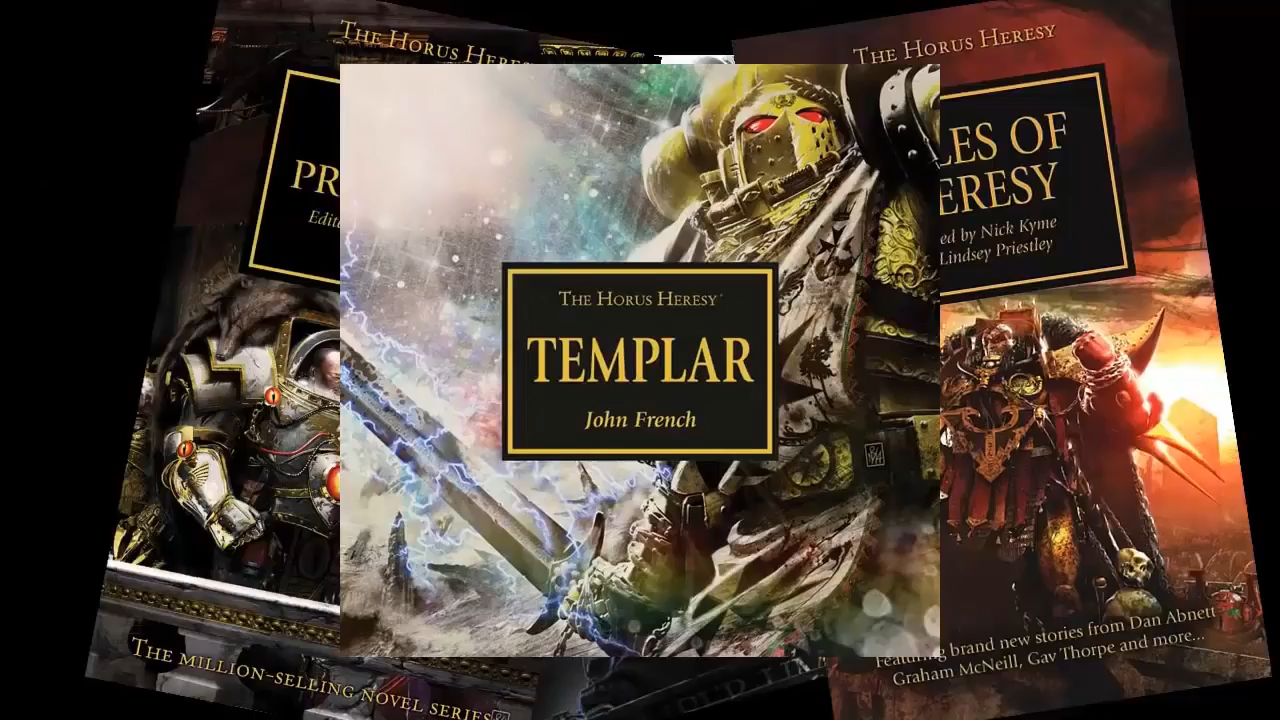 THE HORUS HERES
PR
Edit
THE MILLION-SELLING NOVEL SERIES
THE HORUS HERESY
TEMPLAR
John French
THE HORUS HERESY
LES OF
ERESY
ed by Nick Kyme
Lindsey Priestley
Featuring brand new stories from Dan Abnett
Graham McNeill, Gav Thorpe and more...